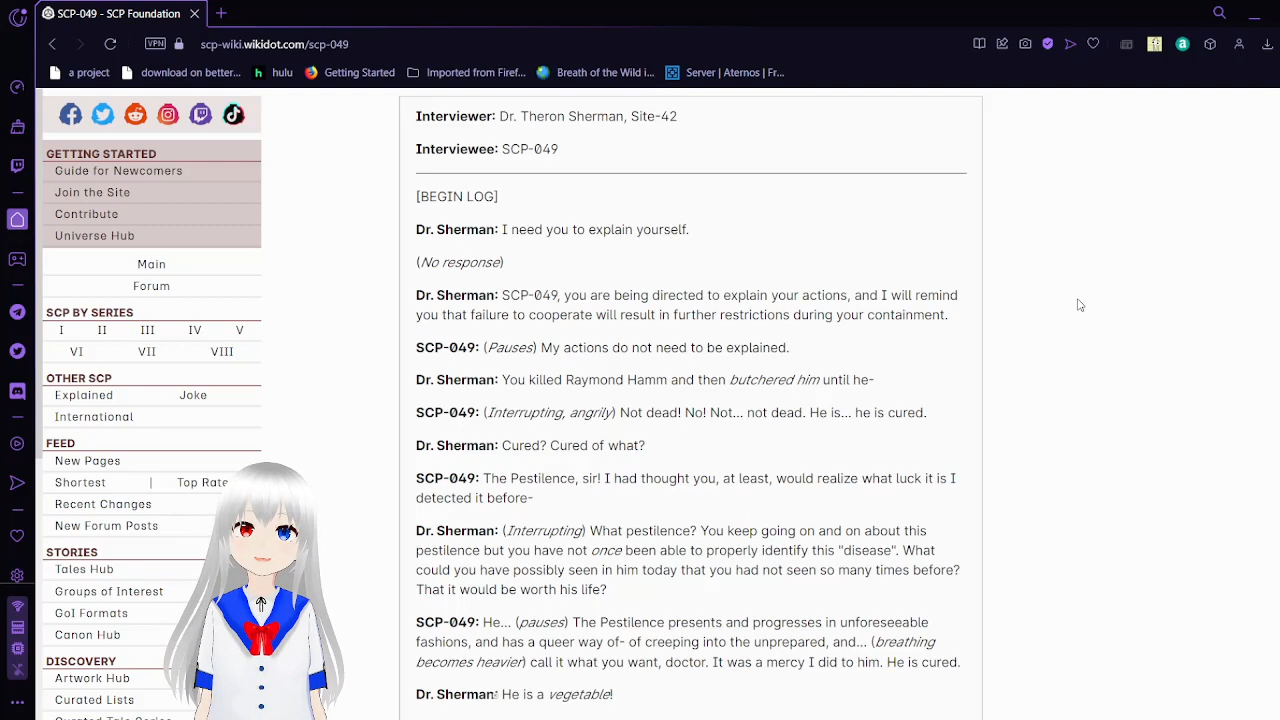 SCP-049 - SCP Foundation
VPN
scp-wiki.wikidot.com/scp-049
a project
download on better...
h
hulu
Getting Started
Imported from Firef...
Breath of the Wild i...
Server | Aternos | Fr...
a
GETTING STARTED
Guide for Newcomers
Join the Site
Contribute
Universe Hub
Main
Forum
SCP BY SERIES
I II III IV V
VI VII VIII
OTHER SCP
Explained Joke
International
FEED
New Pages
Shortest | Top Rate
Recent Changes
New Forum Posts
STORIES
Tales Hub
Groups of Interest
GoI Formats
Canon Hub
DISCOVERY
Artwork Hub
Curated Lists
Curated Tale Series
Interviewer: Dr. Theron Sherman, Site-42
Interviewee: SCP-049
[BEGIN LOG]
Dr. Sherman: I need you to explain yourself.
(No response)
Dr. Sherman: SCP-049, you are being directed to explain your actions, and I will remind
you that failure to cooperate will result in further restrictions during your containment.
SCP-049: (Pauses) My actions do not need to be explained.
Dr. Sherman: You killed Raymond Hamm and then butchered him until he-
SCP-049: (Interrupting, angrily) Not dead! No! Not... not dead. He is... he is cured.
Dr. Sherman: Cured? Cured of what?
SCP-049: The Pestilence, sir! I had thought you, at least, would realize what luck it is I
detected it before-
Dr. Sherman: (Interrupting) What pestilence? You keep going on and on about this
pestilence but you have not once been able to properly identify this "disease". What
could you have possibly seen in him today that you had not seen so many times before?
That it would be worth his life?
SCP-049: He... (pauses) The Pestilence presents and progresses in unforeseeable
fashions, and has a queer way of- of creeping into the unprepared, and... (breathing
becomes heavier) call it what you want, doctor. It was a mercy I did to him. He is cured.
Dr. Sherman: He is a vegetable!